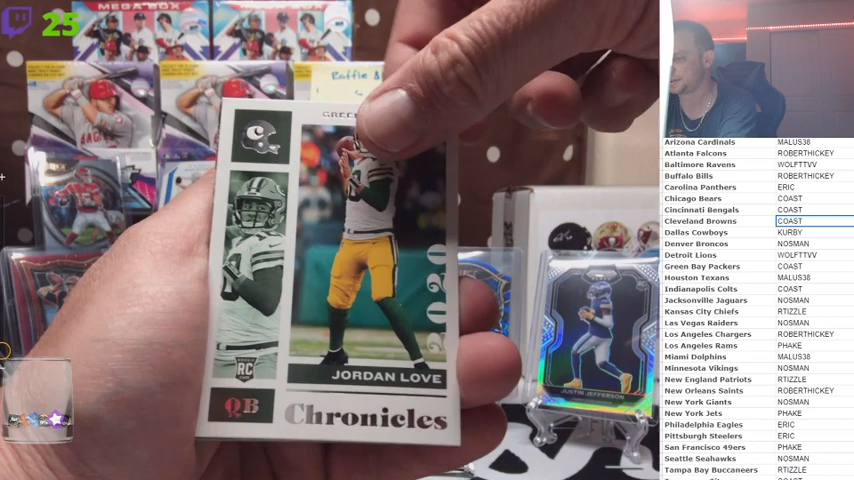 25
MEGA BOX
MEGA BOX
Raffle
GREE
2020
RC
JORDAN LOVE
QB
Chronicles
JUSTIN JEFFERSON
Arizona Cardinals MALUS38
Atlanta Falcons ROBERTHICKEY
Baltimore Ravens WOLFTTVV
Buffalo Bills ROBERTHICKEY
Carolina Panthers ERIC
Chicago Bears COAST
Cincinnati Bengals COAST
Cleveland Browns COAST
Dallas Cowboys KURBY
Denver Broncos NOSMAN
Detroit Lions WOLFTTVV
Green Bay Packers COAST
Houston Texans MALUS38
Indianapolis Colts COAST
Jacksonville Jaguars NOSMAN
Kansas City Chiefs RTIZZLE
Las Vegas Raiders NOSMAN
Los Angeles Chargers ROBERTHICKEY
Los Angeles Rams PHAKE
Miami Dolphins MALUS38
Minnesota Vikings NOSMAN
New England Patriots RTIZZLE
New Orleans Saints ROBERTHICKEY
New York Giants NOSMAN
New York Jets PHAKE
Philadelphia Eagles ERIC
Pittsburgh Steelers ERIC
San Francisco 49ers PHAKE
Seattle Seahawks NOSMAN
Tampa Bay Buccaneers RTIZZLE